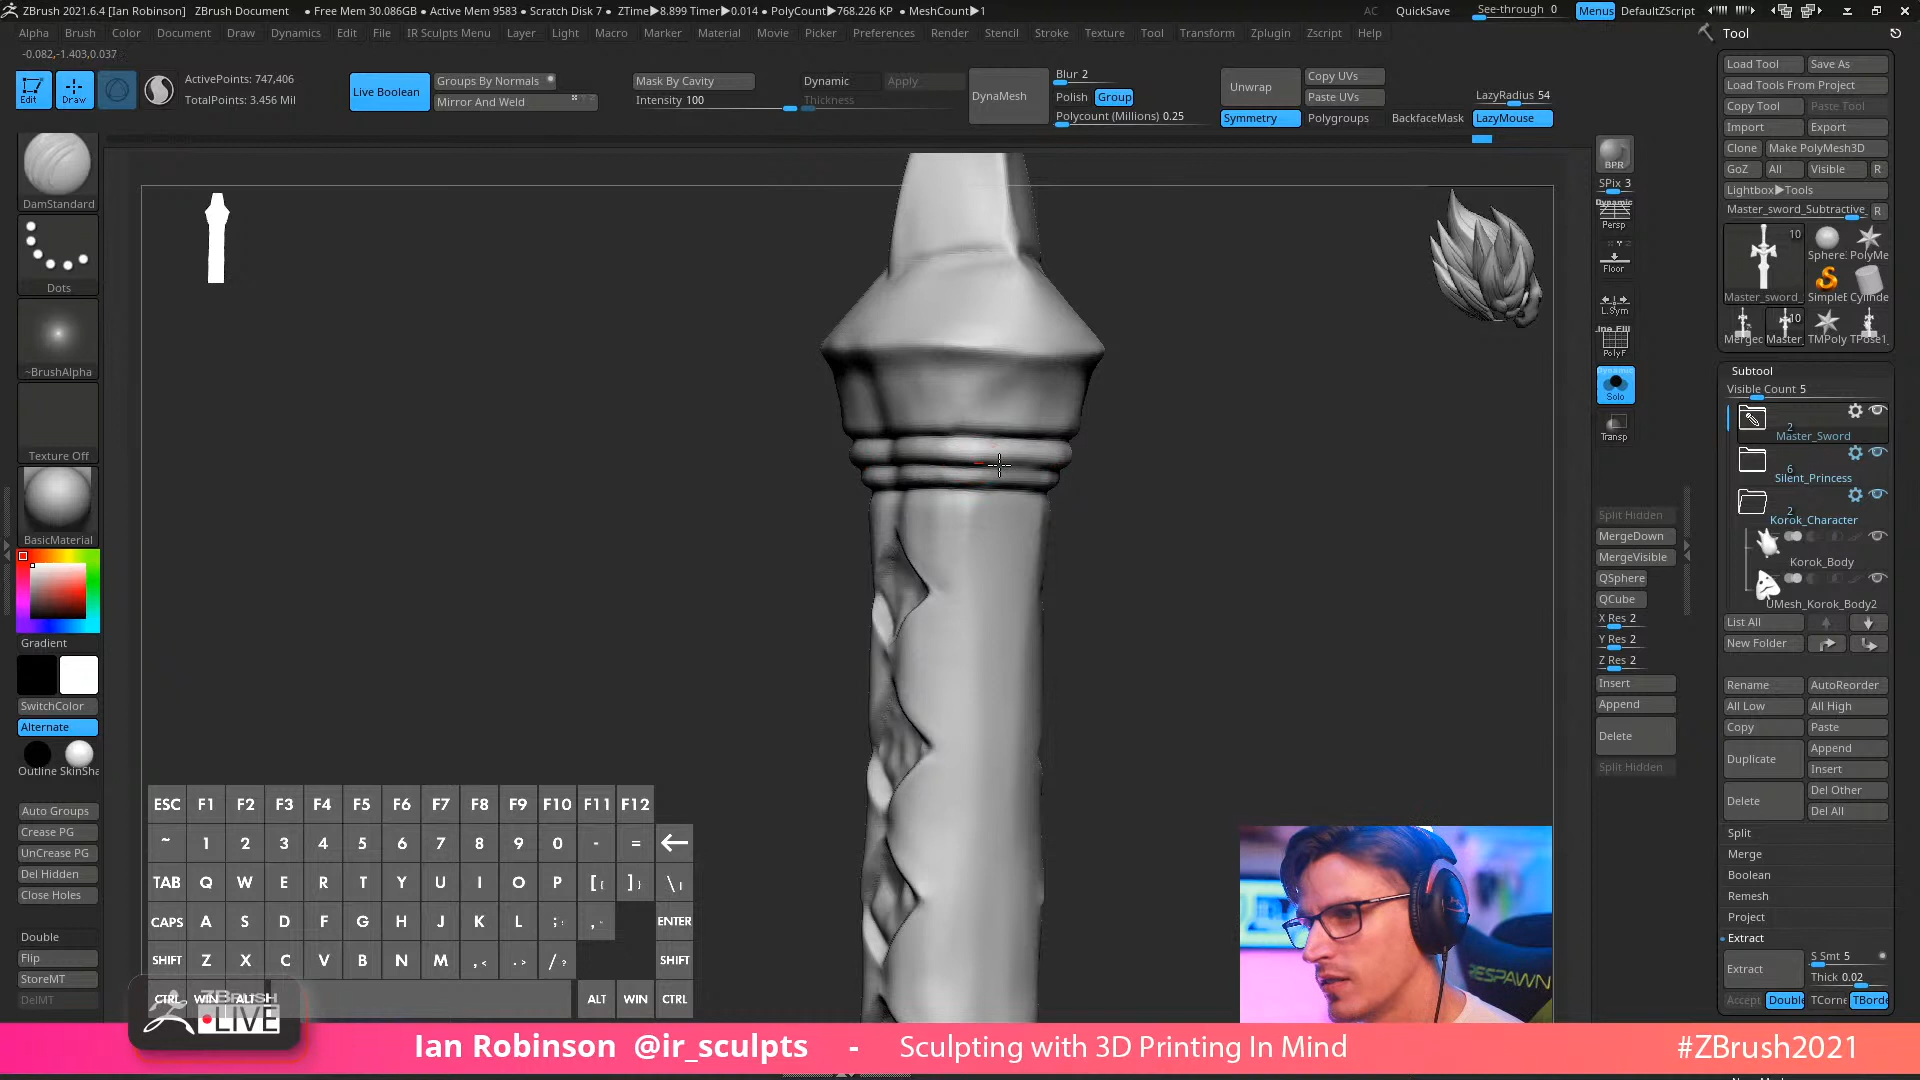 ZBrush 2021.6.4 [Ian Robinson]   ZBrush Document   • Free Mem 30.086GB • Active Mem 9583 • Scratch Disk 7 • ZTime▶8.899 Timer▶0.014 • PolyCount▶768.226 KP • MeshCount▶1   AC   QuickSave   See-through 0   Menus   DefaultZScript
Alpha Brush Color Document Draw Dynamics Edit File IR Sculpts Menu Layer Light Macro Marker Material Movie Picker Preferences Render Stencil Stroke Texture Tool Transform Zplugin Zscript Help
Tool
-0.082,-1.403,0.037
Edit
Draw
ActivePoints: 747,406
TotalPoints: 3.456 Mil
Live Boolean
Groups By Normals
Mirror And Weld
Mask By Cavity
Intensity 100
Dynamic
Apply
Thickness
DynaMesh
Blur 2
Polish
Group
Polycount (Millions) 0.25
Unwrap
Copy UVs
Paste UVs
Symmetry
Polygroups
BackfaceMask
LazyRadius 54
LazyMouse
DamStandard
Dots
~BrushAlpha
Texture Off
BasicMaterial
Gradient
SwitchColor
Alternate
Outline SkinSha
Auto Groups
Crease PG
UnCrease PG
Del Hidden
Close Holes
Double
Flip
StoreMT
DelMT
BPR
SPix 3
Dynamic
Persp
Floor
L.Sym
Line Fill
PolyF
Dynamic
Solo
Transp
Split Hidden
MergeDown
MergeVisible
QSphere
QCube
X Res 2
Y Res 2
Z Res 2
Insert
Append
Delete
Split Hidden
Load Tool Save As
Load Tools From Project
Copy Tool Paste Tool
Import Export
Clone Make PolyMesh3D
GoZ All Visible R
Lightbox▶Tools
Master_sword_Subtractive_ R
10
Sphere. PolyMe
Master_sword_ SimpleE Cylinde
10
Mergec Master_ TMPoly TPose1_
Subtool
Visible Count 5
2
Master_Sword
6
Silent_Princess
2
Korok_Character
Korok_Body
UMesh_Korok_Body2
List All
New Folder
Rename AutoReorder
All Low All High
Copy Paste
Duplicate Append
Insert
Delete Del Other
Del All
Split
Merge
Boolean
Remesh
Project
Extract
Extract S Smt 5
Thick 0.02
Accept Double TCorne TBorde
ESC F1 F2 F3 F4 F5 F6 F7 F8 F9 F10 F11 F12
~ 1 2 3 4 5 6 7 8 9 0 - =
TAB Q W E R T Y U I O P [ { ] } \ |
CAPS A S D F G H J K L ; : ENTER
SHIFT Z X C V B N M , < . > / ? SHIFT
CTRL WIN ALT ALT WIN CTRL
ZBRUSH
LIVE
RESPAWN
Ian Robinson @ir_sculpts - Sculpting with 3D Printing In Mind #ZBrush2021